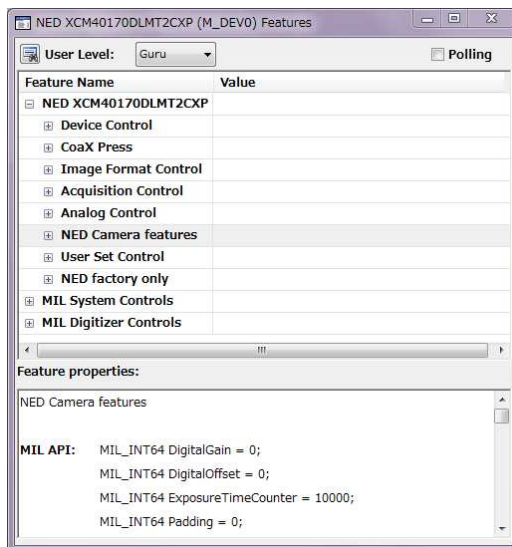 NED XCM40170DLMT2CXP (M_DEV0) Features
User Level: Guru Polling
Feature Name Value
NED XCM40170DLMT2CXP
Device Control
CoaX Press
Image Format Control
Acquisition Control
Analog Control
NED Camera features
User Set Control
NED factory only
MIL System Controls
MIL Digitizer Controls
Feature properties:
NED Camera features
MIL API: MIL_INT64 DigitalGain = 0;
MIL_INT64 DigitalOffset = 0;
MIL_INT64 ExposureTimeCounter = 10000;
MIL_INT64 Padding = 0;